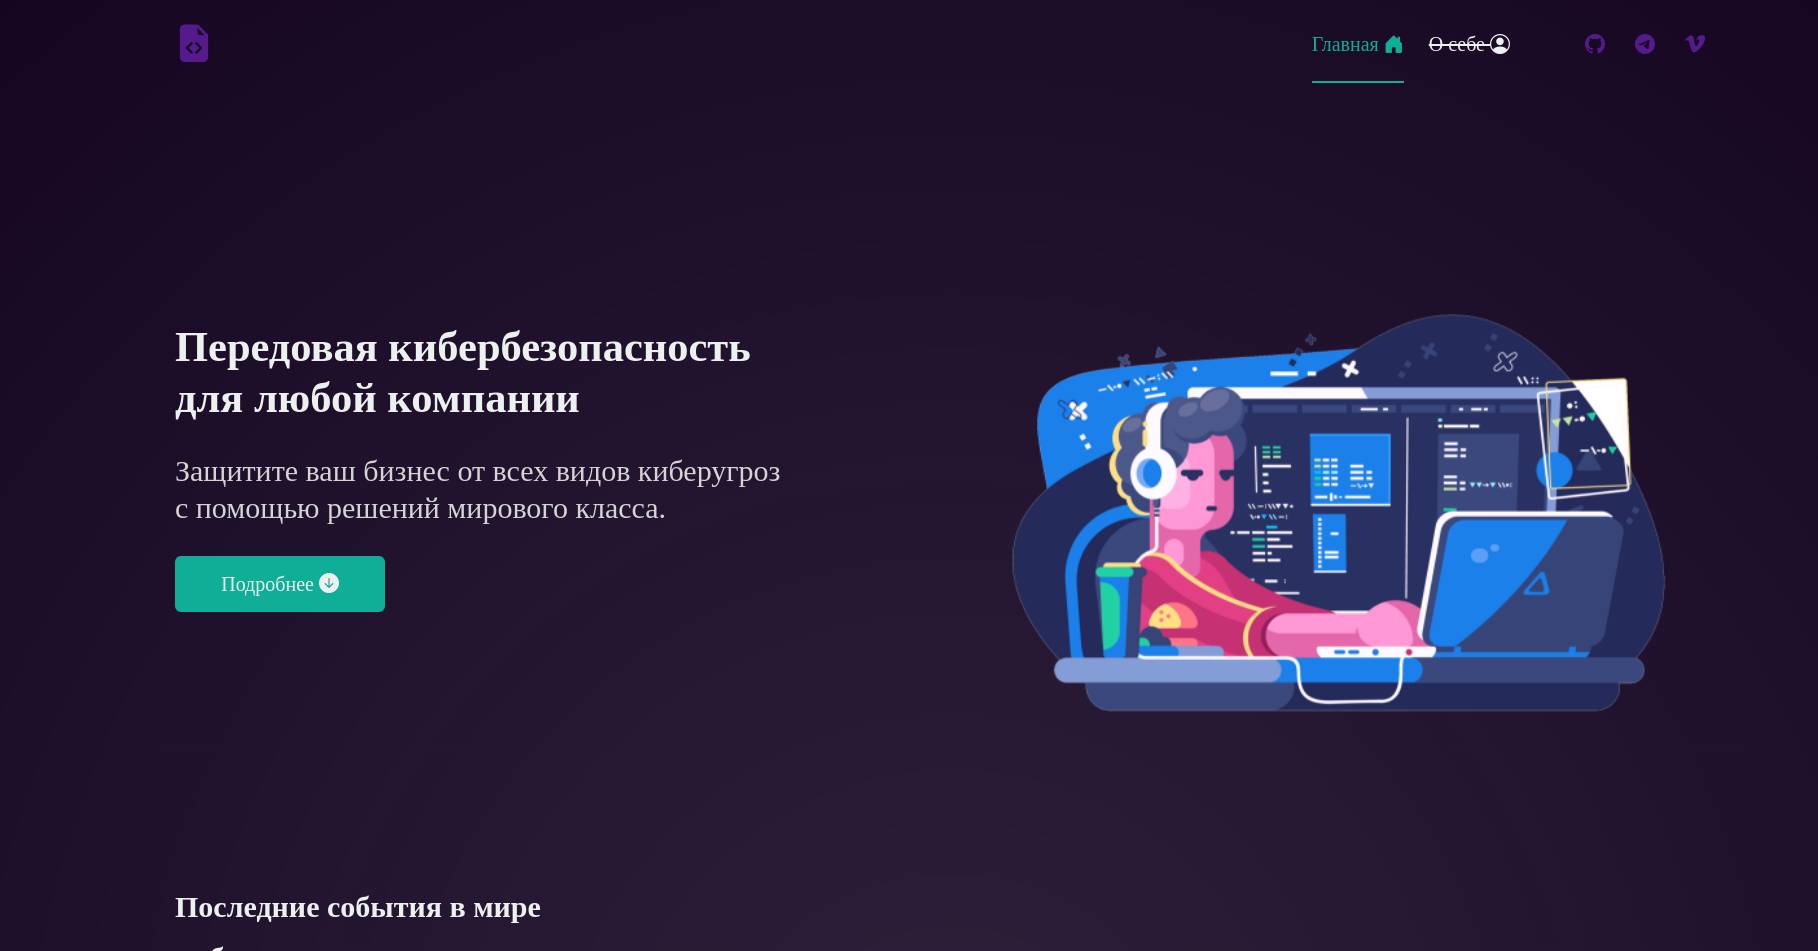 Главная
О себе
Передовая кибербезопасность
для любой компании
Защитите ваш бизнес от всех видов киберугроз
с помощью решений мирового класса.
Подробнее
Последние события в мире